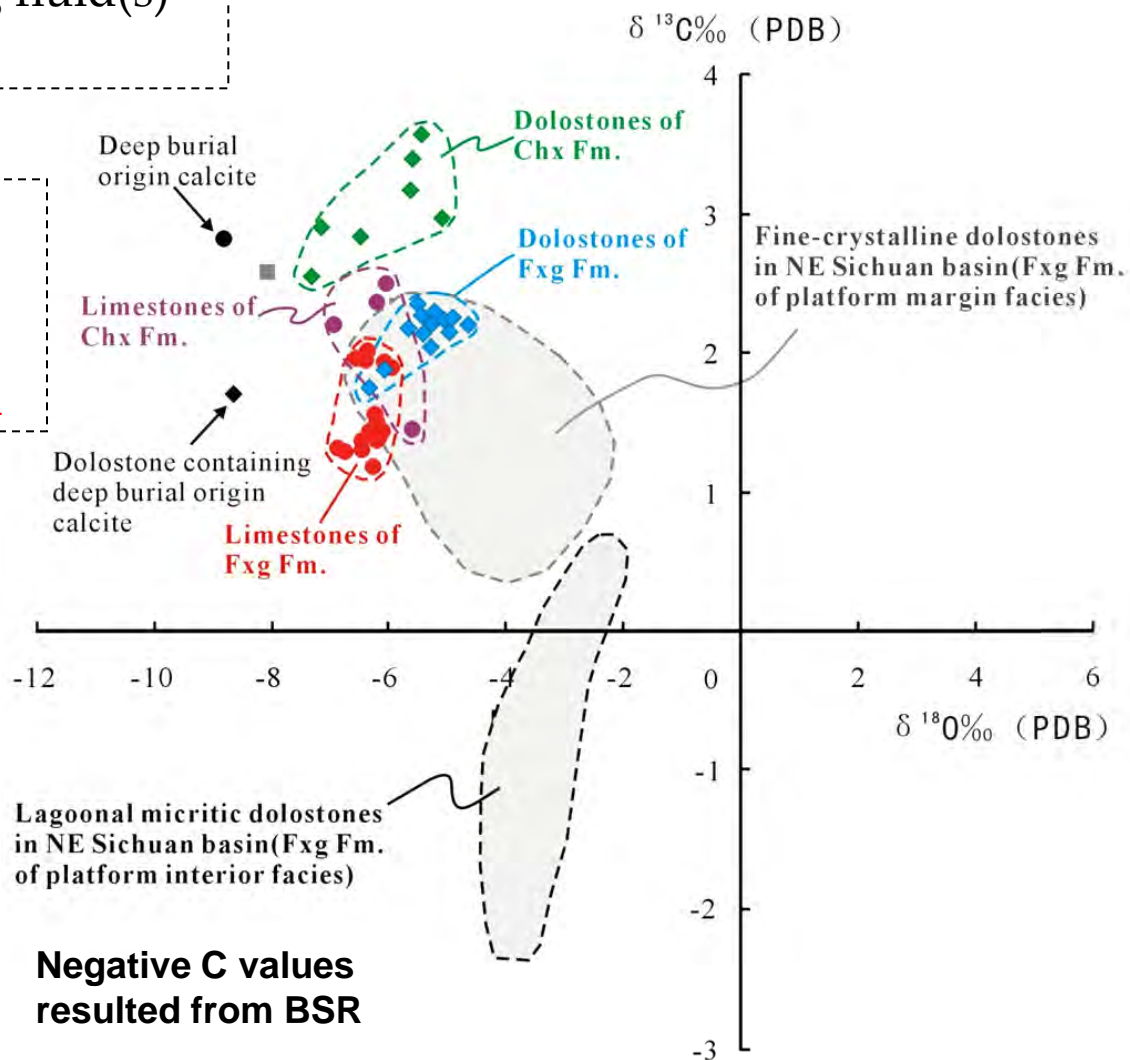 fluid(s)
δ ¹³C‰ (PDB)
4
Deep burial
origin calcite
Dolostones of
Chx Fm.
3
Dolostones of
Fxg Fm.
Fine-crystalline dolostones
in NE Sichuan basin(Fxg Fm.
of platform margin facies)
Limestones of
Chx Fm.
2
Dolostone containing
deep burial origin
calcite
1
Limestones of
Fxg Fm.
-12 -10 -8 -6 -4 -2 0 2 4 6
δ ¹⁸O‰ (PDB)
-1
Lagoonal micritic dolostones
in NE Sichuan basin(Fxg Fm.
of platform interior facies)
-2
Negative C values
resulted from BSR
-3